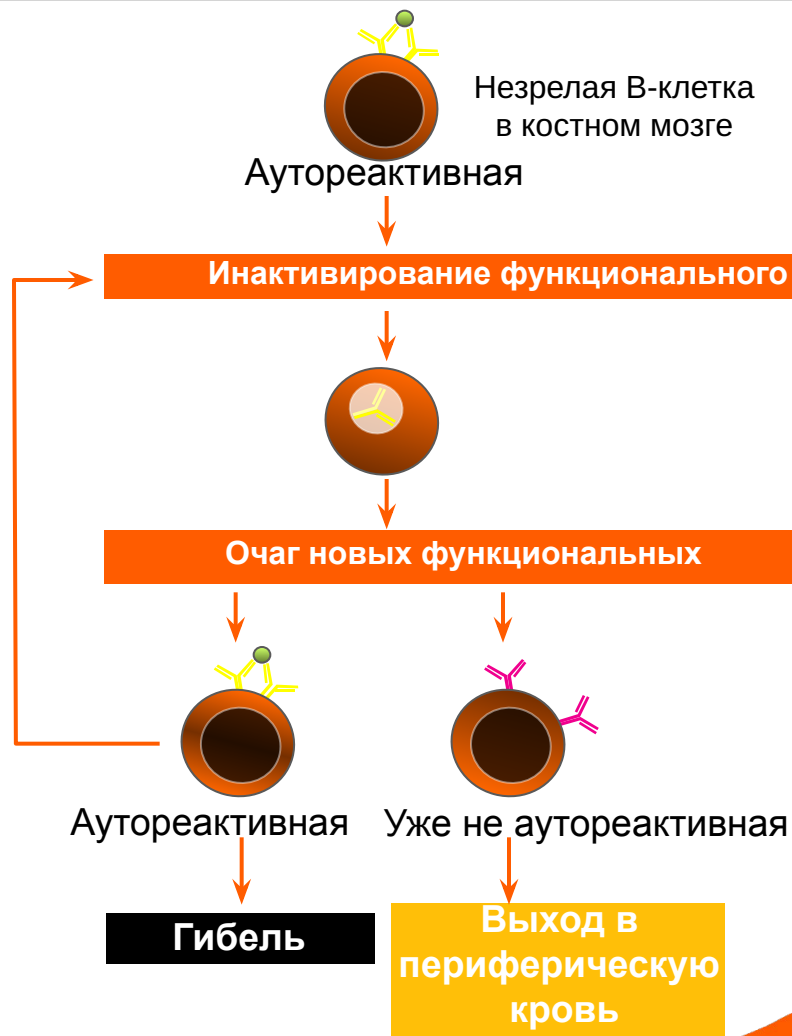 Незрелая В-клетка
в костном мозге
Аутореактивная
Инактивирование функционального
Очаг новых функциональных
Аутореактивная
Уже не аутореактивная
Гибель
Выход в
периферическую
кровь